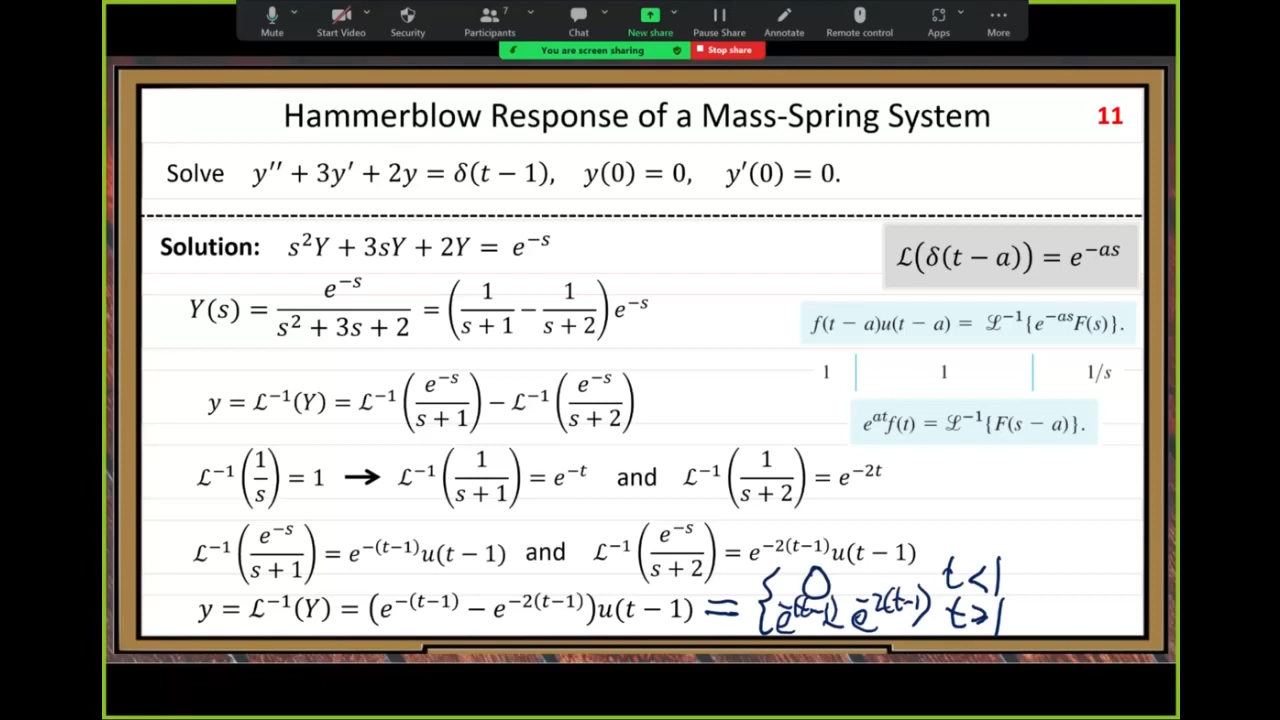 Mute Start Video Security Participants 7 Chat New share Pause Share Annotate Remote control Apps More
You are screen sharing Stop share
Hammerblow Response of a Mass-Spring System 11
Solve y′′ + 3y′ + 2y = δ(t − 1), y(0) = 0, y′(0) = 0.
Solution: s²Y + 3sY + 2Y = e⁻ˢ
ℒ(δ(t − a)) = e⁻ᵃˢ
Y(s) = e⁻ˢ/(s² + 3s + 2) = (1/(s + 1) − 1/(s + 2)) e⁻ˢ
f(t − a)u(t − a) = ℒ⁻¹{e⁻ᵃˢF(s)}.
1 1 1/s
y = ℒ⁻¹(Y) = ℒ⁻¹(e⁻ˢ/(s + 1)) − ℒ⁻¹(e⁻ˢ/(s + 2))
eᵃᵗf(t) = ℒ⁻¹{F(s − a)}.
ℒ⁻¹(1/s) = 1 → ℒ⁻¹(1/(s + 1)) = e⁻ᵗ and ℒ⁻¹(1/(s + 2)) = e⁻²ᵗ
ℒ⁻¹(e⁻ˢ/(s + 1)) = e^−(t−1) u(t − 1) and ℒ⁻¹(e⁻ˢ/(s + 2)) = e^−2(t−1) u(t − 1)
y = ℒ⁻¹(Y) = (e^−(t−1) − e^−2(t−1))u(t − 1) =
{ 0 t < 1
e^−(t−1) e^−2(t−1) t > 1